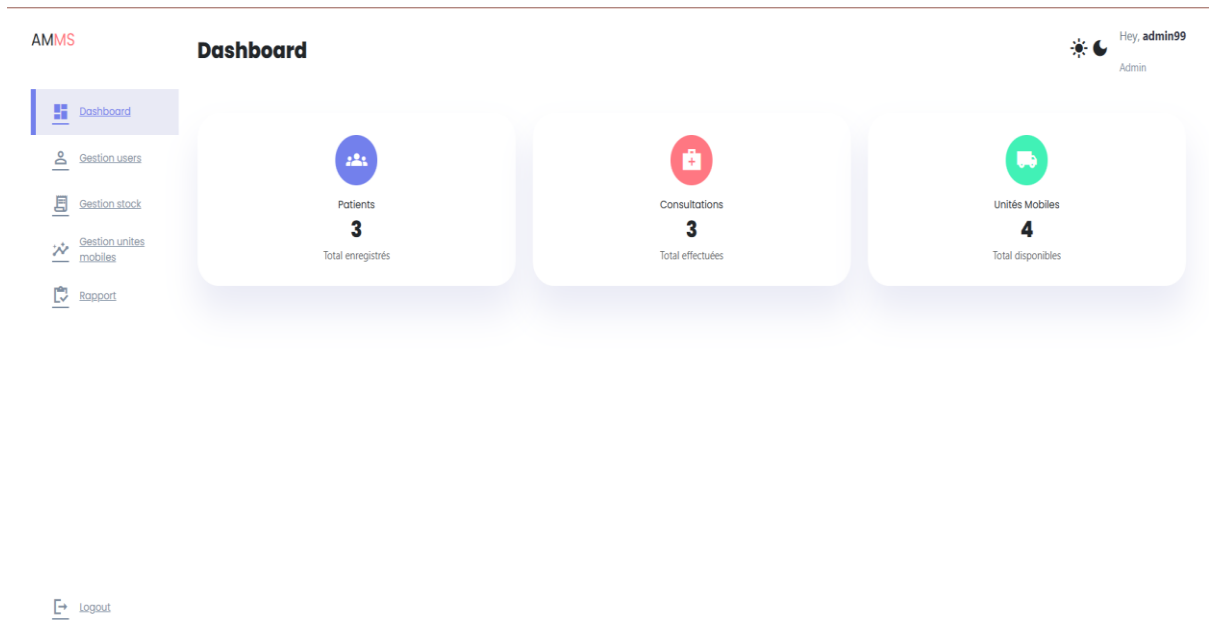 AMMS
Dashboard
Hey, admin99
Admin
Dashboard
Gestion users
Gestion stock
Gestion unites
mobiles
Rapport
Logout
Patients
3
Total enregistrés
Consultations
3
Total effectuées
Unités Mobiles
4
Total disponibles